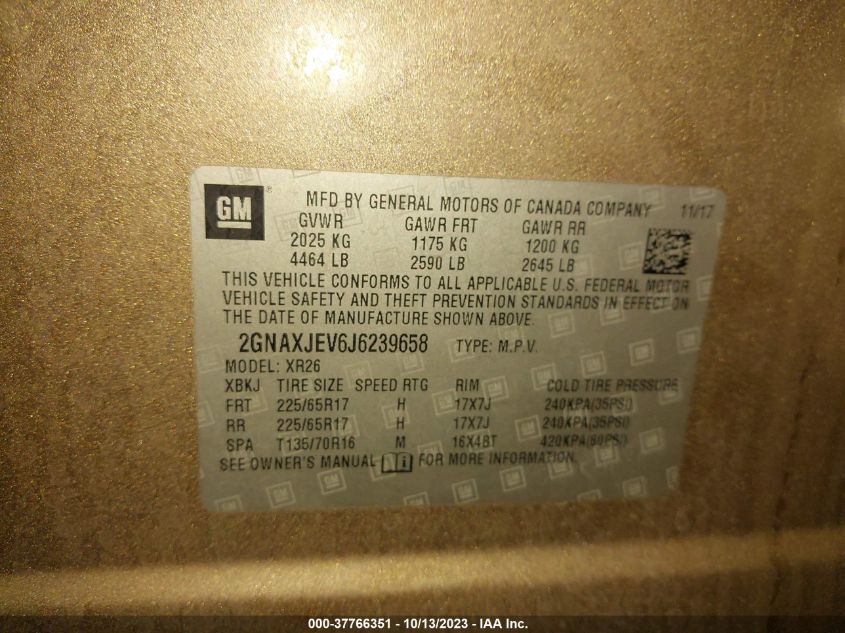 GM ® MFD BY GENERAL MOTORS OF CANADA COMPANY 11/17
GVWR GAWR FRT GAWR RR
2025 KG 1175 KG 1200 KG
4464 LB 2590 LB 2645 LB
THIS VEHICLE CONFORMS TO ALL APPLICABLE U.S. FEDERAL MOTOR
VEHICLE SAFETY AND THEFT PREVENTION STANDARDS IN EFFECT ON
THE DATE OF MANUFACTURE SHOWN ABOVE.
2GNAXJEV6J6239658 TYPE: M.P.V.
MODEL: XR26
XBKJ TIRE SIZE SPEED RTG RIM COLD TIRE PRESSURE
FRT 225/65R17 H 17X7J 240KPA(35PSI)
RR 225/65R17 H 17X7J 240KPA(35PSI)
SPA T135/70R16 M 16X4BT 420KPA(60PSI)
SEE OWNER'S MANUAL FOR MORE INFORMATION.
000-37766351 | 10/13/2023 - IAA Inc.